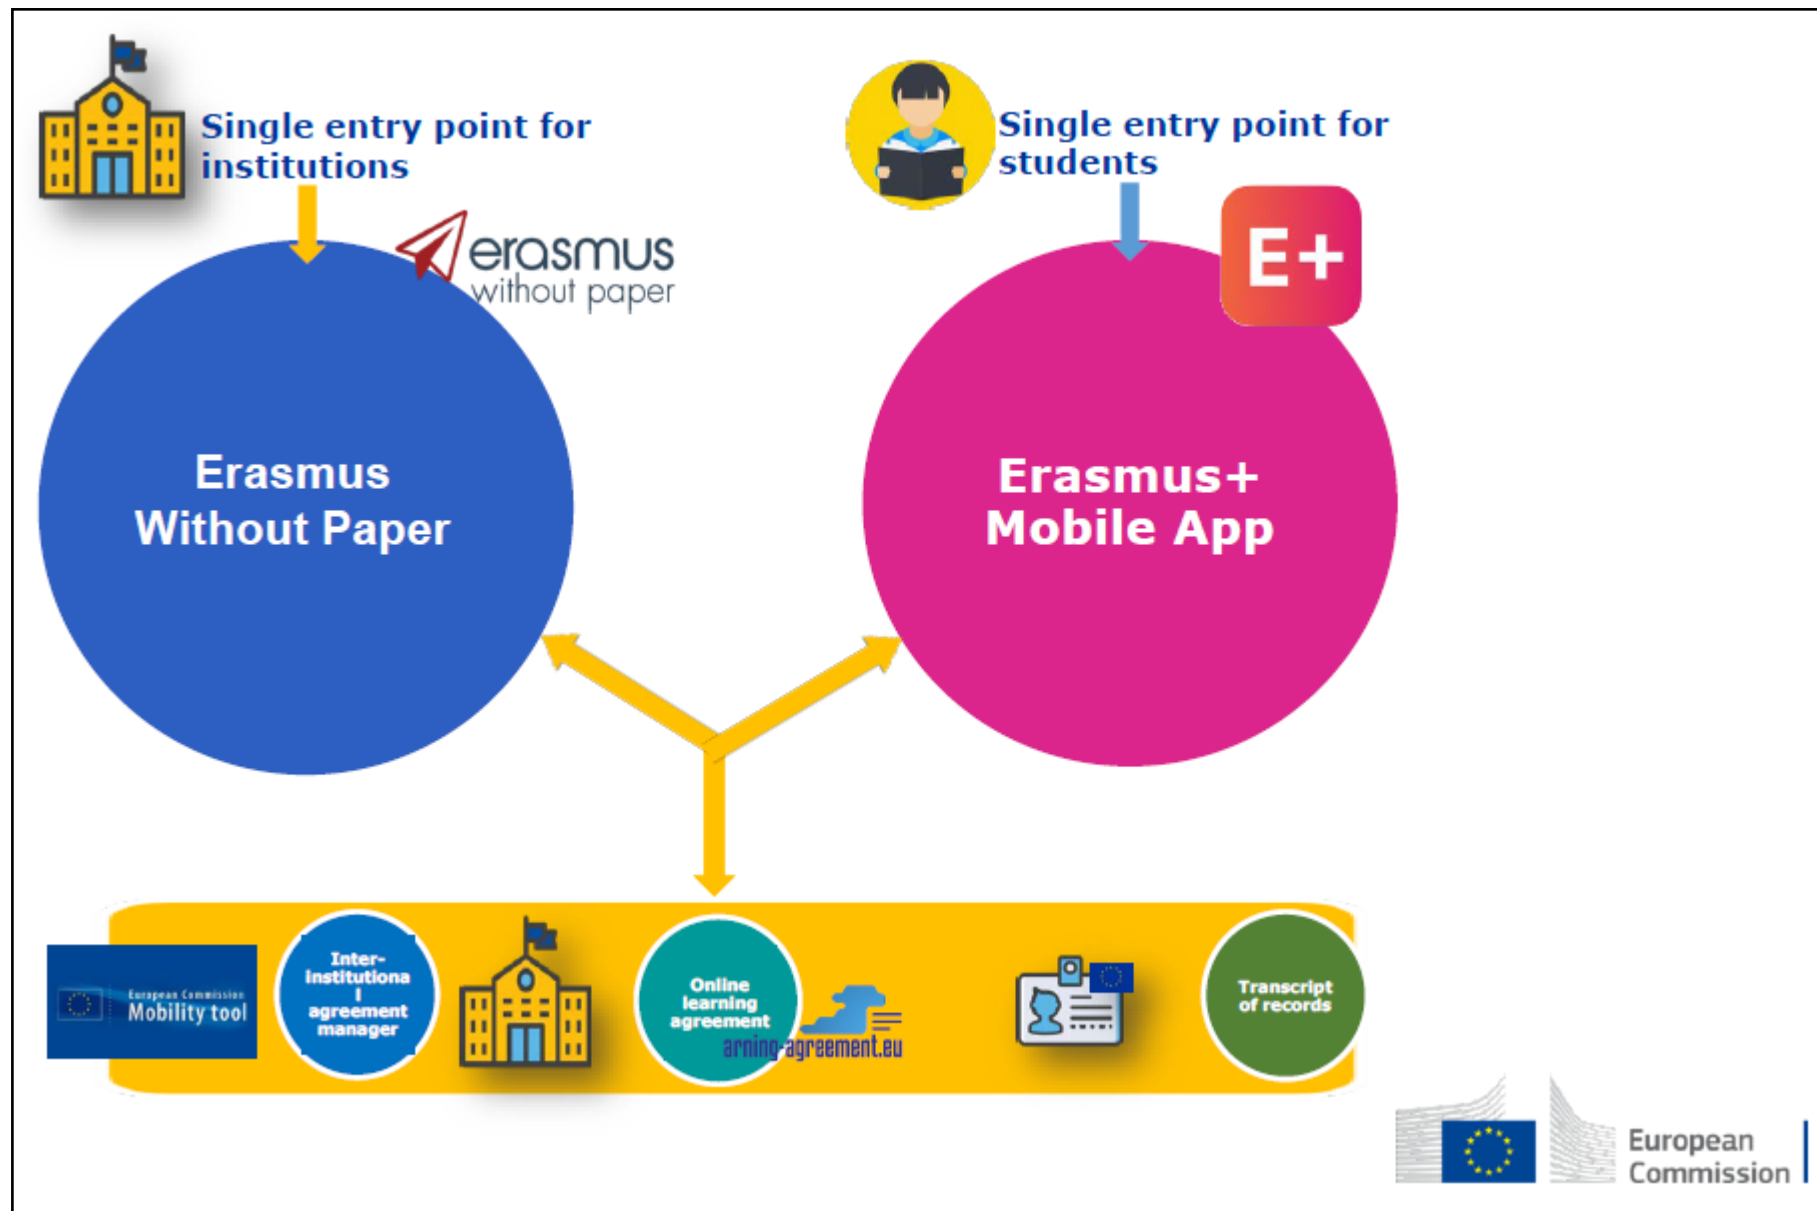 Single entry point for
institutions
Single entry point for
students
erasmus
without paper
E+
Erasmus
Without Paper
Erasmus+
Mobile App
European Commission
Mobility tool
Inter-
institutiona
l
agreement
manager
Online
learning
agreement
arning-agreement.eu
Transcript
of records
European
Commission